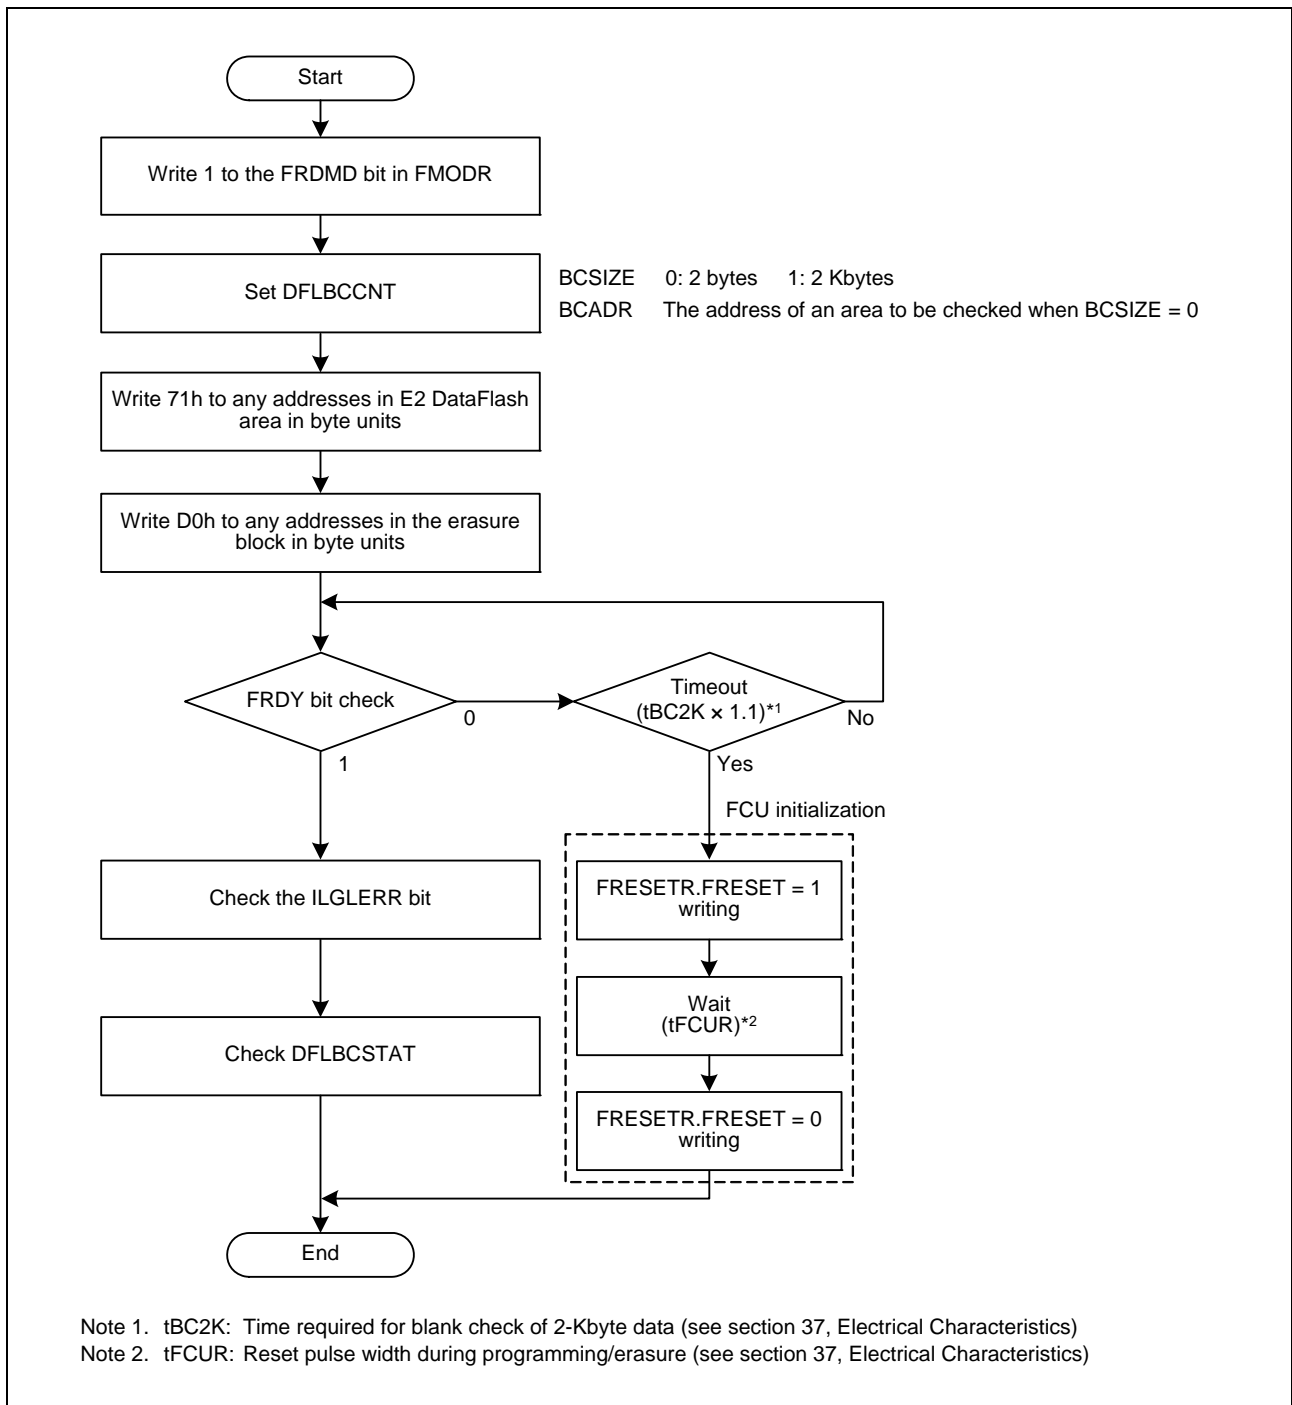 Start
Write 1 to the FRDMD bit in FMODR
Set DFLBCCNT
BCSIZE 0: 2 bytes 1: 2 Kbytes
BCADR The address of an area to be checked when BCSIZE = 0
Write 71h to any addresses in E2 DataFlash
area in byte units
Write D0h to any addresses in the erasure
block in byte units
FRDY bit check
0
1
Timeout
(tBC2K × 1.1)*1
No
Yes
FCU initialization
Check the ILGLERR bit
Check DFLBCSTAT
FRESETR.FRESET = 1
writing
Wait
(tFCUR)*2
FRESETR.FRESET = 0
writing
End
Note 1. tBC2K: Time required for blank check of 2-Kbyte data (see section 37, Electrical Characteristics)
Note 2. tFCUR: Reset pulse width during programming/erasure (see section 37, Electrical Characteristics)